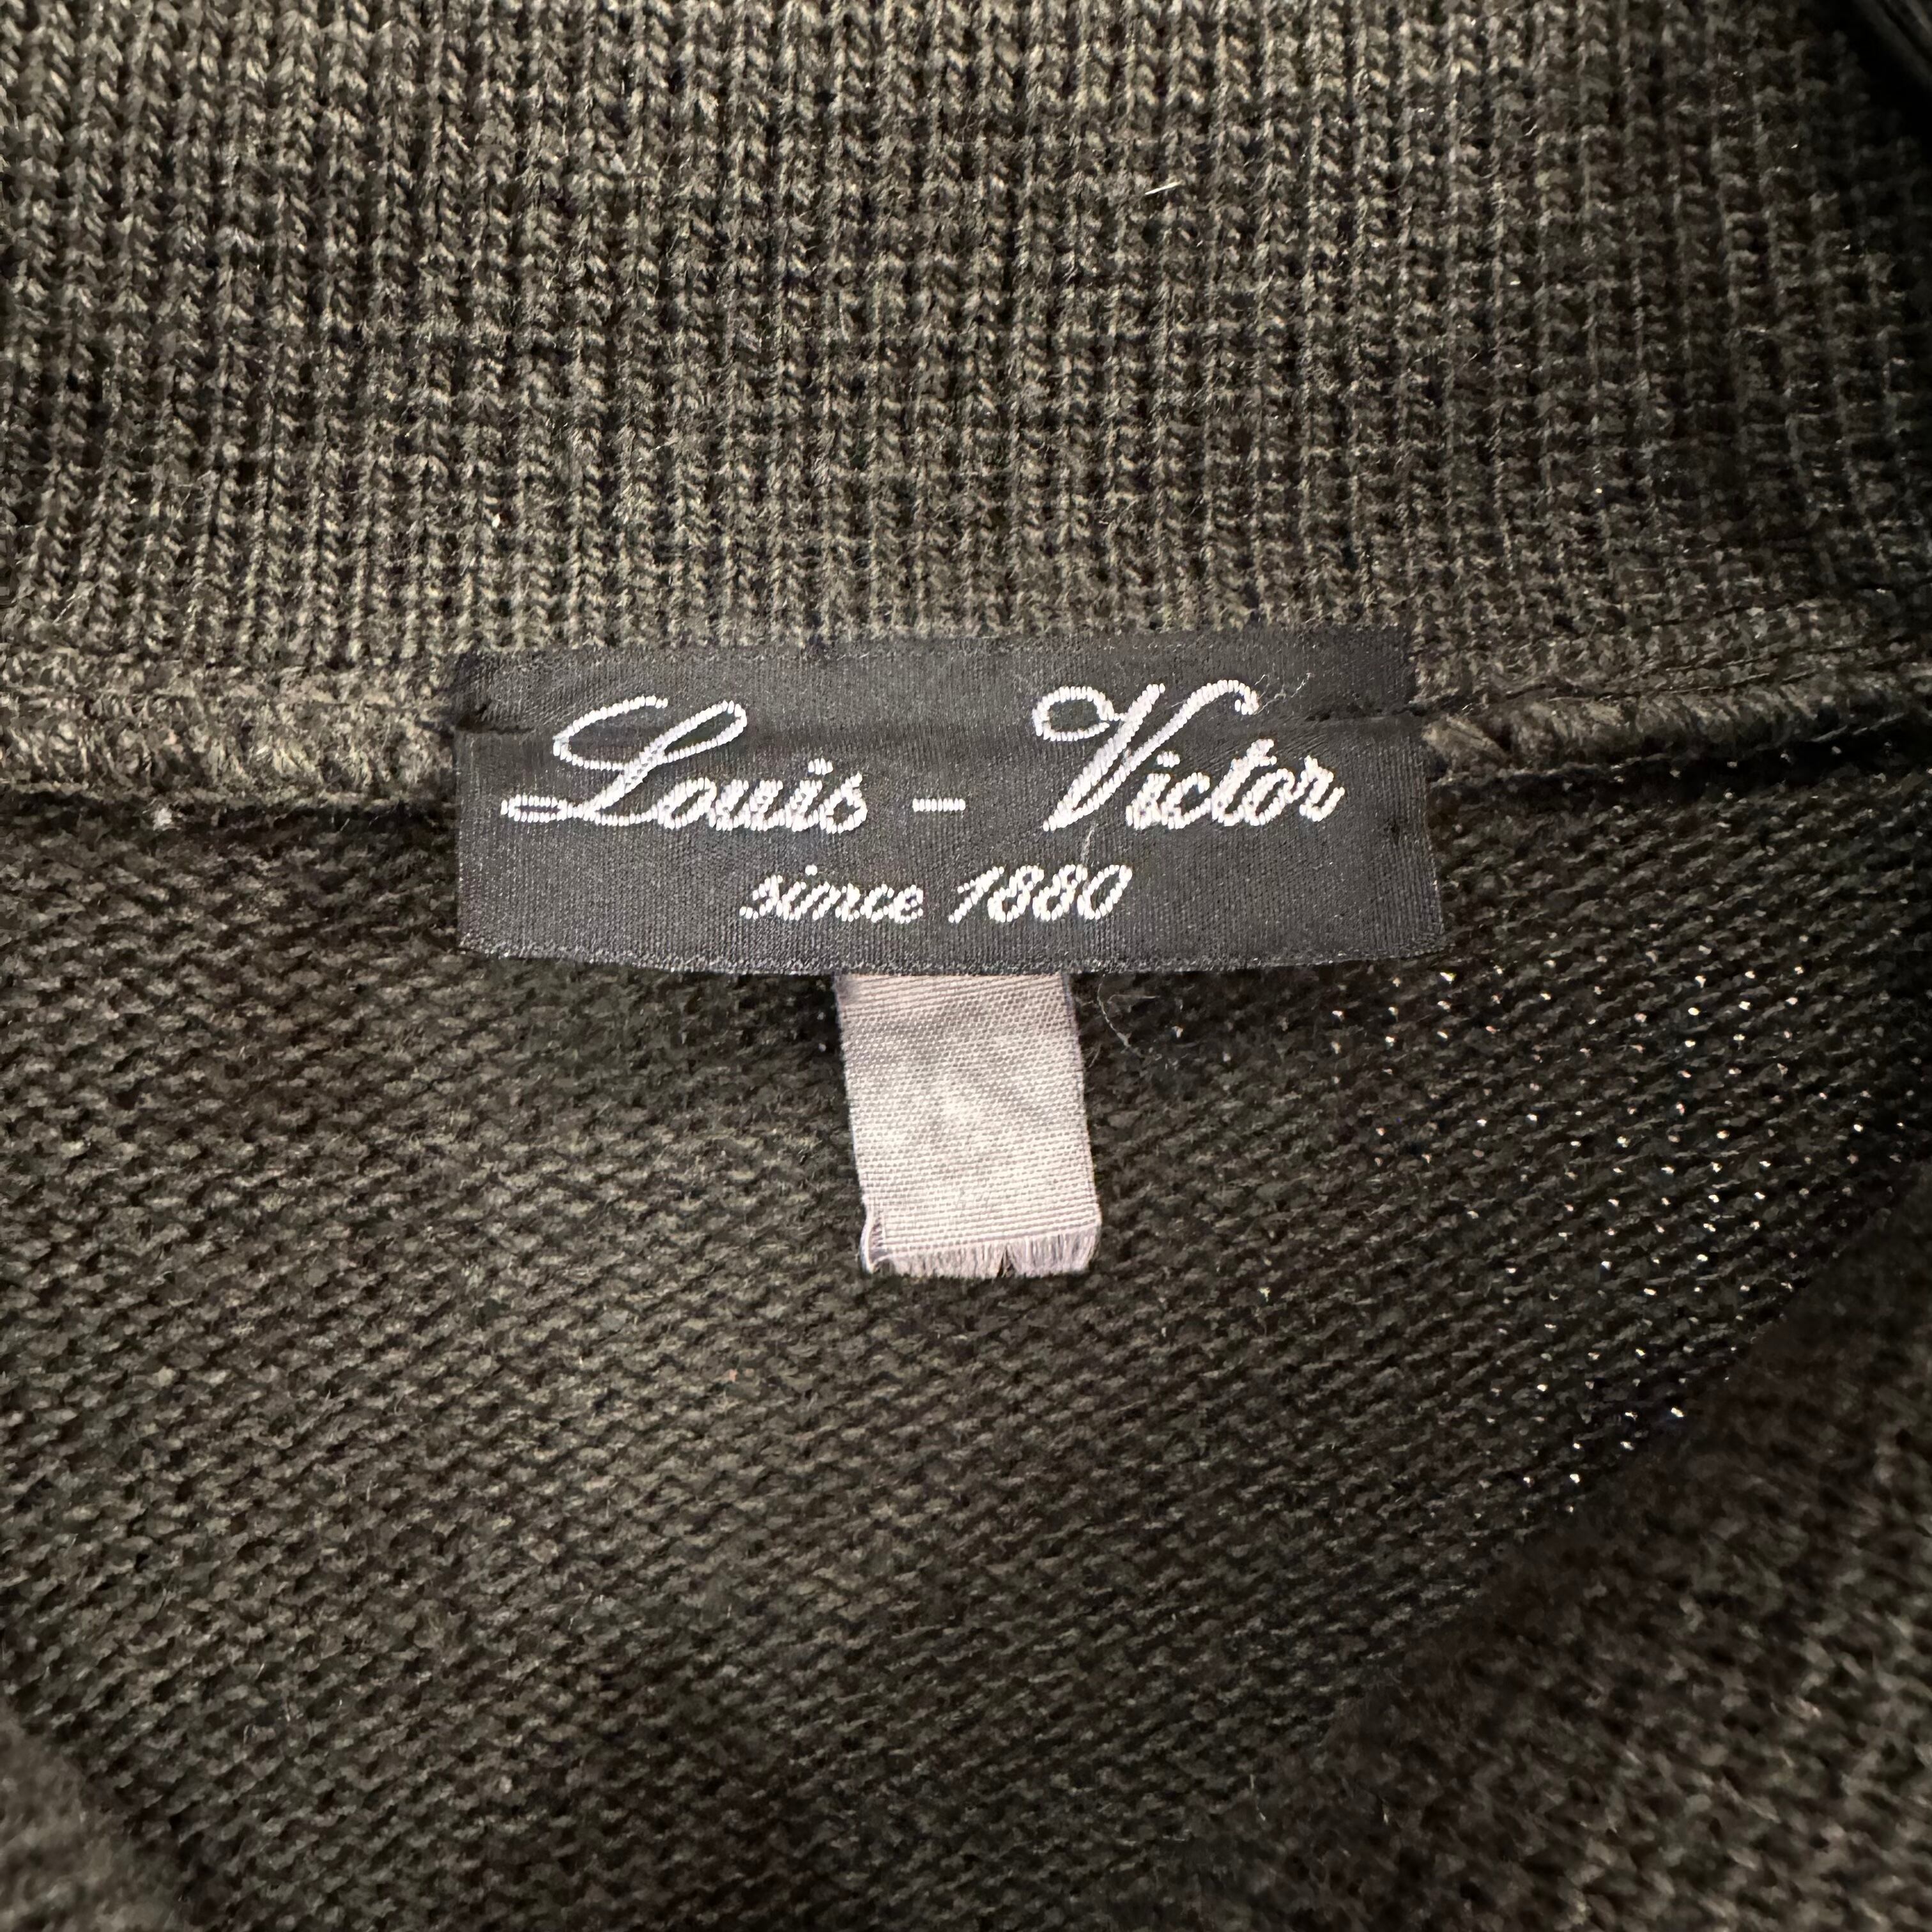 Louis - Victor
since 1880